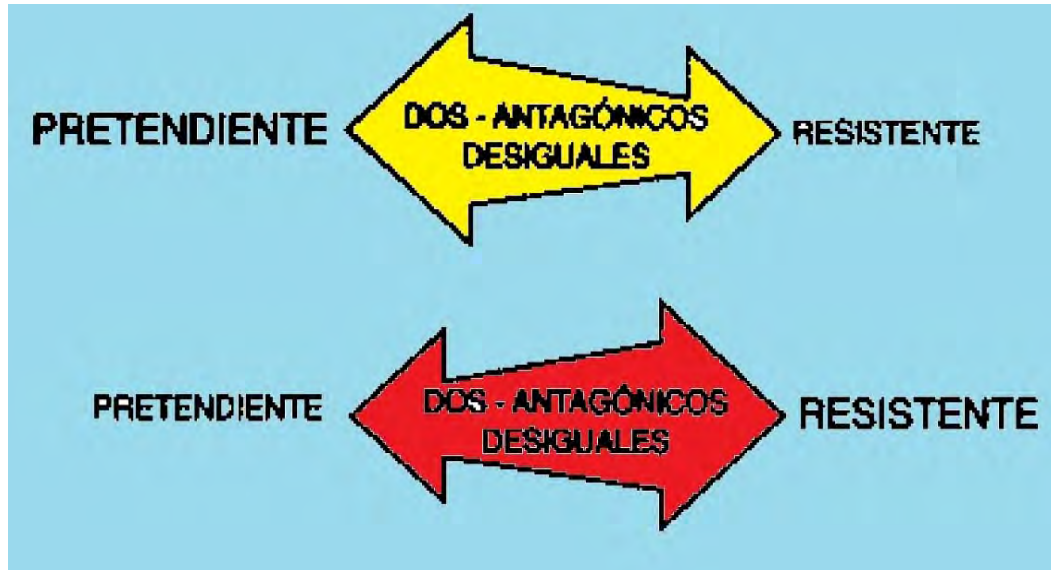 PRETENDIENTE
DOS - ANTAGÓNICOS
DESIGUALES
RESISTENTE
PRETENDIENTE
DOS - ANTAGÓNICOS
DESIGUALES
RESISTENTE